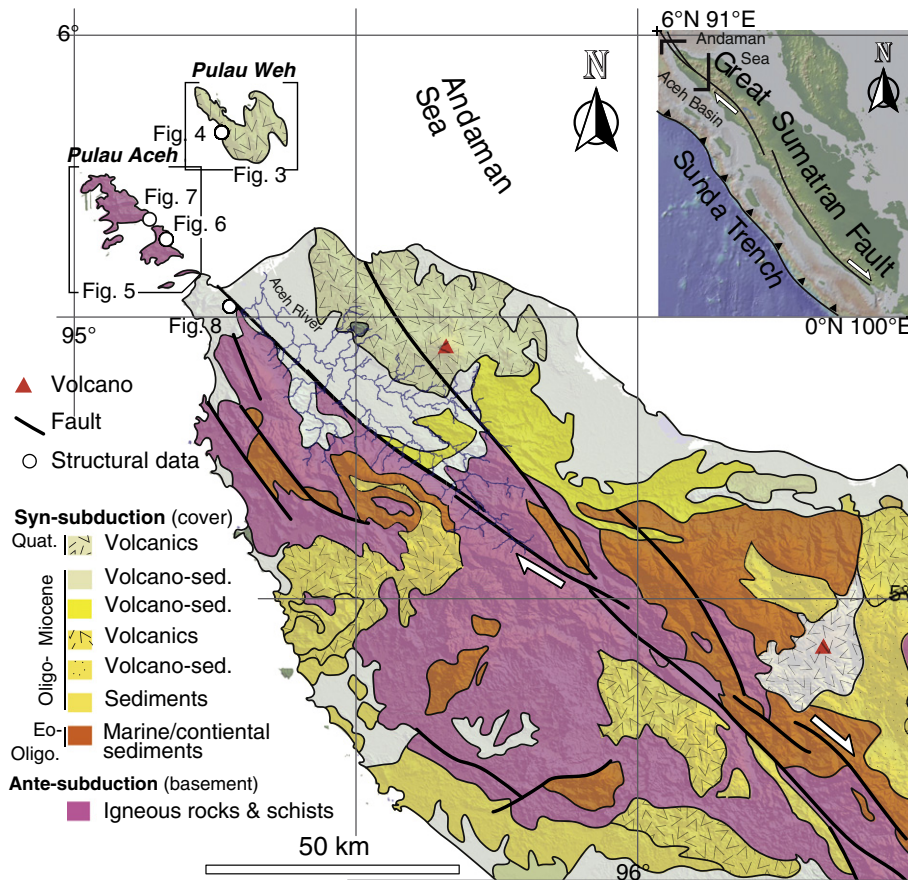 6°
6°N 91°E
Andaman
Sea
Great
Sumatran
Fault
Aceh Basin
Sunda Trench
0°N 100°E
N
N
Andaman
Sea
Pulau Weh
Fig. 4
Fig. 3
Pulau Aceh
Fig. 7
Fig. 6
Fig. 5
Aceh River
Fig. 8
95°
Volcano
Fault
Structural data
Syn-subduction (cover)
Quat.
Volcanics
Oligo- Miocene
Volcano-sed.
Volcano-sed.
Volcanics
Volcano-sed.
Sediments
Eo-
Oligo.
Marine/contiental
sediments
Ante-subduction (basement)
Igneous rocks & schists
50 km
5°
96°